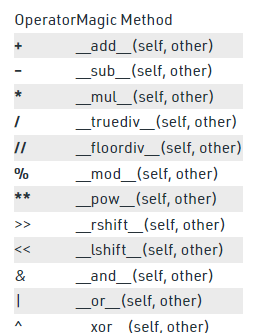 OperatorMagic Method
+ __add__(self, other)
– __sub__(self, other)
* __mul__(self, other)
/ __truediv__(self, other)
// __floordiv__(self, other)
% __mod__(self, other)
** __pow__(self, other)
>> __rshift__(self, other)
<< __lshift__(self, other)
& __and__(self, other)
| __or__(self, other)
^ __xor__(self, other)